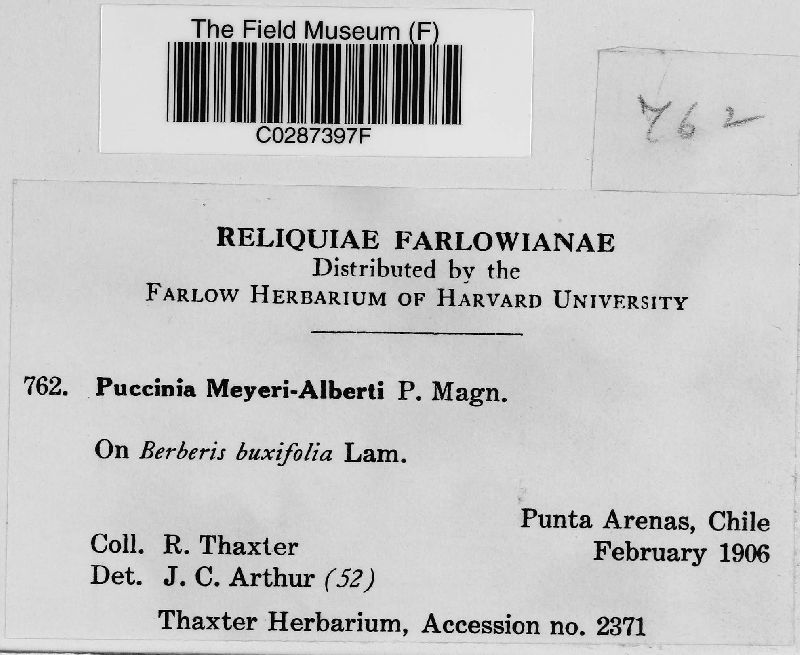 The Field Museum (F)
C0287397F
762
RELIQUIAE FARLOWIANAE
Distributed by the
FARLOW HERBARIUM OF HARVARD UNIVERSITY
762. Puccinia Meyeri-Alberti P. Magn.
On Berberis buxifolia Lam.
Punta Arenas, Chile
February 1906
Coll. R. Thaxter
Det. J. C. Arthur (52)
Thaxter Herbarium, Accession no. 2371